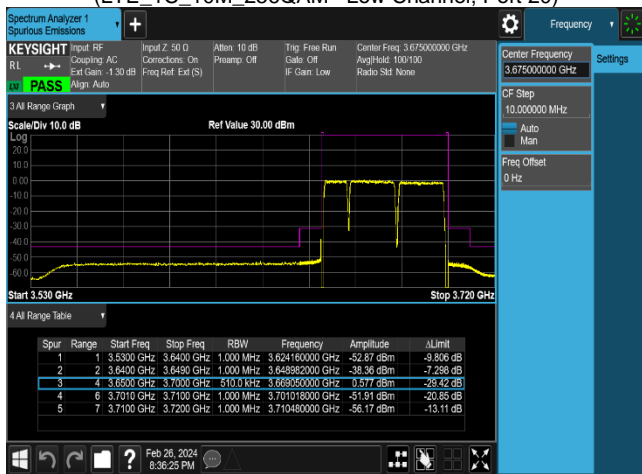 (LTE_1C_10M_256QAM - Low Channel, Port 20)
Spectrum Analyzer 1
Spurious Emissions
Frequency
KEYSIGHT Input: RF Input Z: 50 Ω Atten: 10 dB Trig: Free Run Center Freq: 3.675000000 GHz
RL Coupling: AC Corrections: On Preamp: Off Gate: Off Avg|Hold: 100/100
Ext Gain: -1.30 dB Freq Ref: Ext (S) IF Gain: Low Radio Std: None
PASS Align: Auto
Center Frequency
3.675000000 GHz
Settings
CF Step
10.000000 MHz
Auto
Man
Freq Offset
0 Hz
3 All Range Graph
Scale/Div 10.0 dB Ref Value 30.00 dBm
Log
20.0
10.0
0.00
-10.0
-20.0
-30.0
-40.0
-50.0
-60.0
Start 3.530 GHz Stop 3.720 GHz
4 All Range Table
Spur Range Start Freq Stop Freq RBW Frequency Amplitude ΔLimit
1 1 3.5300 GHz 3.6400 GHz 1.000 MHz 3.624160000 GHz -52.87 dBm -9.806 dB
2 2 3.6400 GHz 3.6490 GHz 1.000 MHz 3.648982000 GHz -38.36 dBm -7.298 dB
3 4 3.6500 GHz 3.7000 GHz 510.0 kHz 3.669050000 GHz 0.577 dBm -29.42 dB
4 6 3.7010 GHz 3.7100 GHz 1.000 MHz 3.701018000 GHz -51.91 dBm -20.85 dB
5 7 3.7100 GHz 3.7200 GHz 1.000 MHz 3.710480000 GHz -56.17 dBm -13.11 dB
Feb 26, 2024
8:36:25 PM